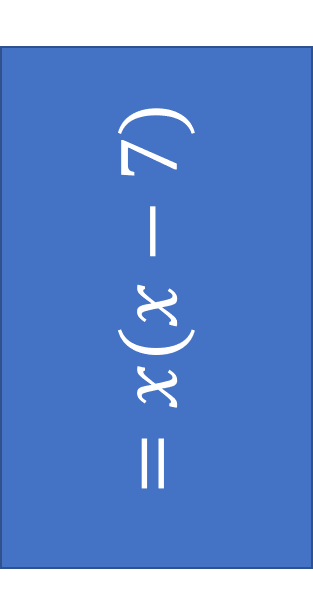 = x(x − 7)